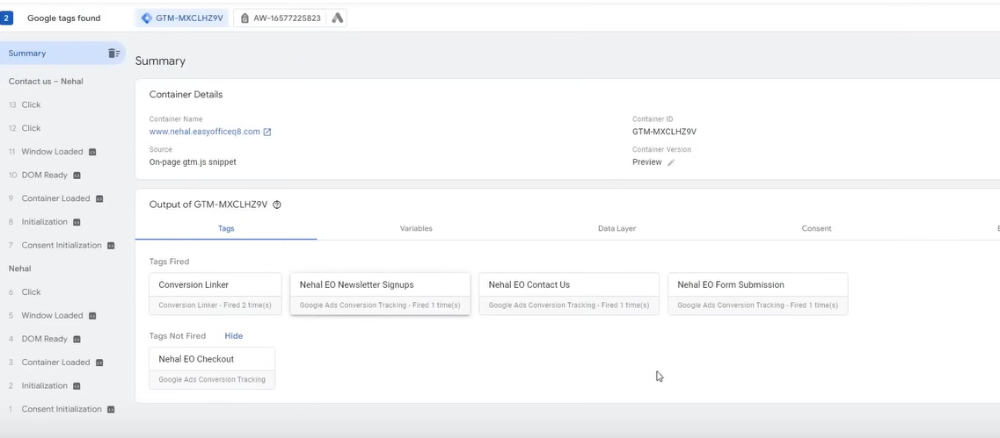 2 Google tags found GTM-MXCLHZ9V AW-16577225823
Summary
Contact us – Nehal
13 Click
12 Click
11 Window Loaded
10 DOM Ready
9 Container Loaded
8 Initialization
7 Consent Initialization
Nehal
6 Click
5 Window Loaded
4 DOM Ready
3 Container Loaded
2 Initialization
1 Consent Initialization
Summary
Container Details
Container Name
www.nehal.easyofficeq8.com
Container ID
GTM-MXCLHZ9V
Source
On-page gtm.js snippet
Container Version
Preview
Output of GTM-MXCLHZ9V
Tags Variables Data Layer Consent
Tags Fired
Conversion Linker
Conversion Linker - Fired 2 time(s)
Nehal EO Newsletter Signups
Google Ads Conversion Tracking - Fired 1 time(s)
Nehal EO Contact Us
Google Ads Conversion Tracking - Fired 1 time(s)
Nehal EO Form Submission
Google Ads Conversion Tracking - Fired 1 time(s)
Tags Not Fired Hide
Nehal EO Checkout
Google Ads Conversion Tracking